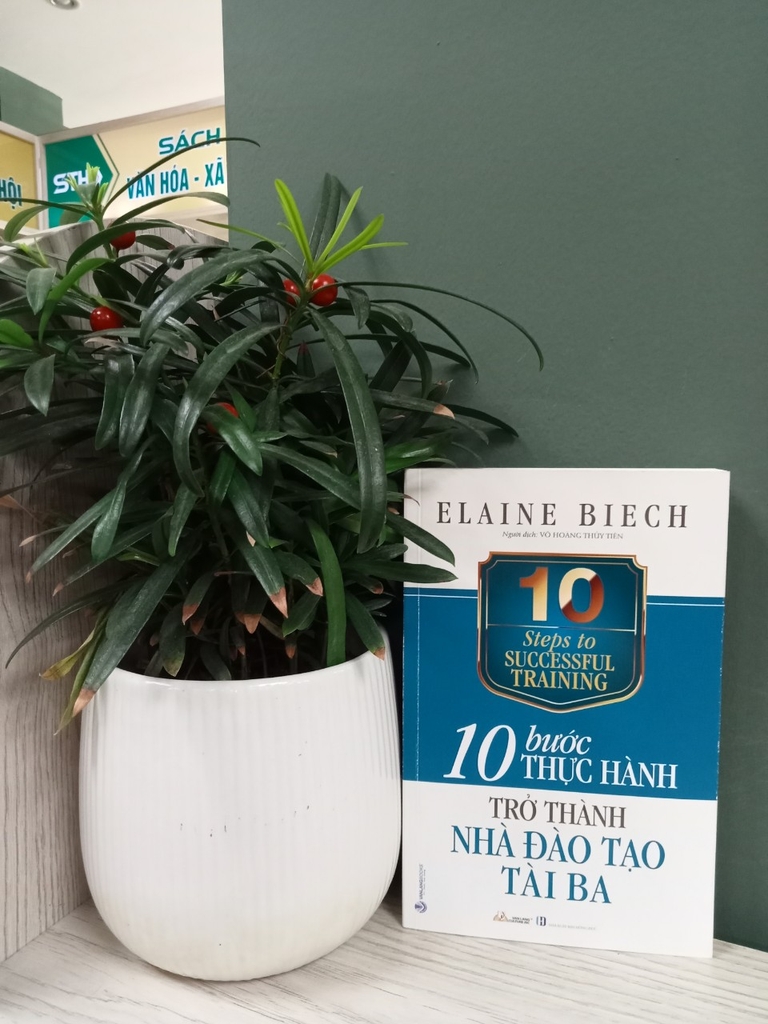 SÁCH
STHB
VĂN HÓA - XÃ
HỘI
ELAINE BIECH
Người dịch: VÕ HOÀNG THỦY TIÊN
10
Steps to
SUCCESSFUL
TRAINING
10 bước
THỰC HÀNH
TRỞ THÀNH
NHÀ ĐÀO TẠO
TÀI BA